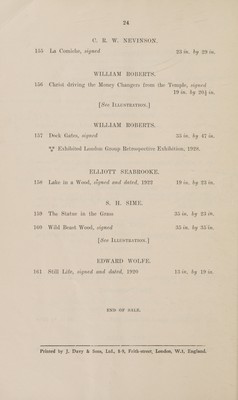 24
C. R. W. NEVINSON.
155 La Corniche, signed 23 in. by 29 in.
WILLIAM ROBERTS.
156 Christ driving the Money Changers from the Temple, signed
19 in. by 20½ in.
[See ILLUSTRATION.]
WILLIAM ROBERTS.
157 Dock Gates, signed 35 in. by 47 in.
Exhibited London Group Retrospective Exhibition, 1928.
ELLIOTT SEABROOKE.
158 Lake in a Wood, signed and dated, 1922 19 in. by 23 in.
S. H. SIME.
159 The Statue in the Grass 25 in. by 25 in.
160 Wild Beast Wood, signed 35 in. by 35 in.
[See ILLUSTRATION.]
EDWARD WOLFE.
161 Still Life, signed and dated, 1920 15 in. by 19 in.
END OF SALE.
Printed by J. Davy & Sons, Ltd., 8-9, Frith-street, London, W.1, England.